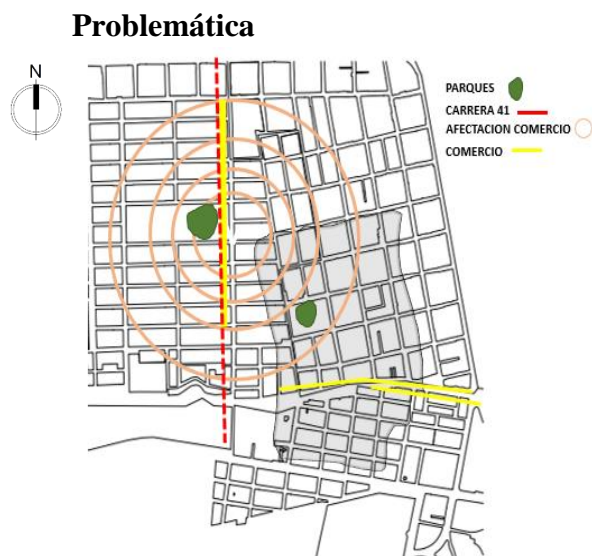 Problemática
N
PARQUES
CARRERA 41
AFECTACION COMERCIO
COMERCIO